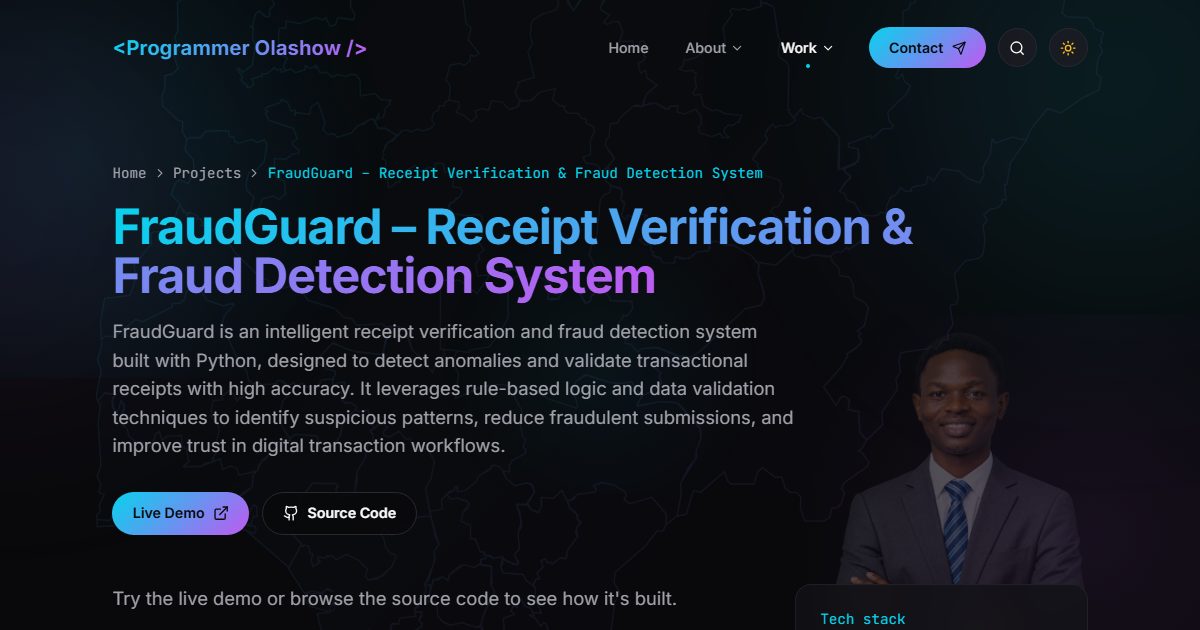 <Programmer Olashow />
Home
About
Work
Contact
Home > Projects > FraudGuard – Receipt Verification & Fraud Detection System
FraudGuard – Receipt Verification &
Fraud Detection System
FraudGuard is an intelligent receipt verification and fraud detection system
built with Python, designed to detect anomalies and validate transactional
receipts with high accuracy. It leverages rule-based logic and data validation
techniques to identify suspicious patterns, reduce fraudulent submissions, and
improve trust in digital transaction workflows.
Live Demo
Source Code
Try the live demo or browse the source code to see how it's built.
Tech stack